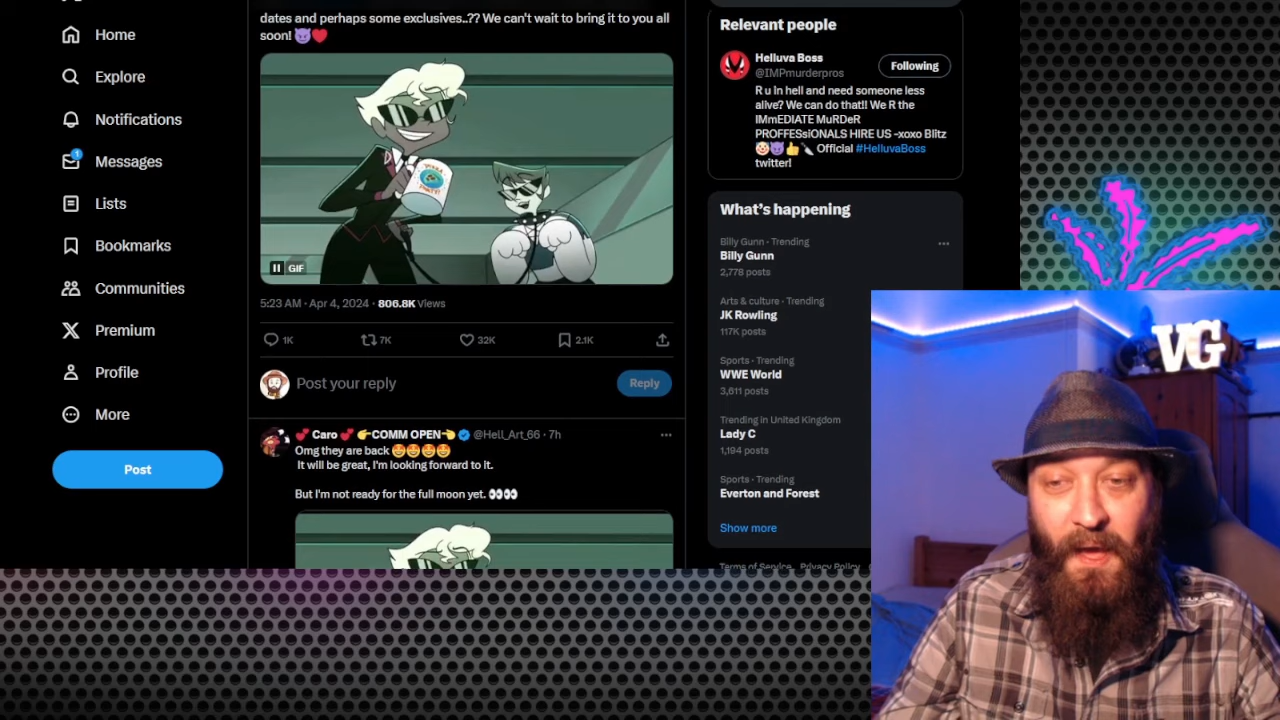 dates and perhaps some exclusives..?? We can't wait to bring it to you all
soon! 😈❤️
GIF
5:23 AM · Apr 4, 2024 · 806.8K Views
1K 7K 32K 2.1K
Post your reply
Reply
💕 Caro 💕 👉COMM OPEN👈 @Hell_Art_66 · 7h
Omg they are back 🤩🤩🤩🤩
It will be great, I'm looking forward to it.
But I'm not ready for the full moon yet. 👀👀
Home
Explore
Notifications
1
Messages
Lists
Bookmarks
Communities
Premium
Profile
More
Post
Relevant people
Helluva Boss
@IMPmurderpros
Following
R u In hell and need someone less
alive? We can do that!! We R the
IMmEDIATE MuRDeR
PROFFESsiONALS HIRE US -xoxo Blitz
🤡😈👍🔪 Official #HelluvaBoss
twitter!
What's happening
Billy Gunn · Trending
Billy Gunn
2,778 posts
Arts & culture · Trending
JK Rowling
117K posts
Sports · Trending
WWE World
3,611 posts
Trending in United Kingdom
Lady C
1,194 posts
Sports · Trending
Everton and Forest
Show more
Terms of Service Privacy Policy
VG